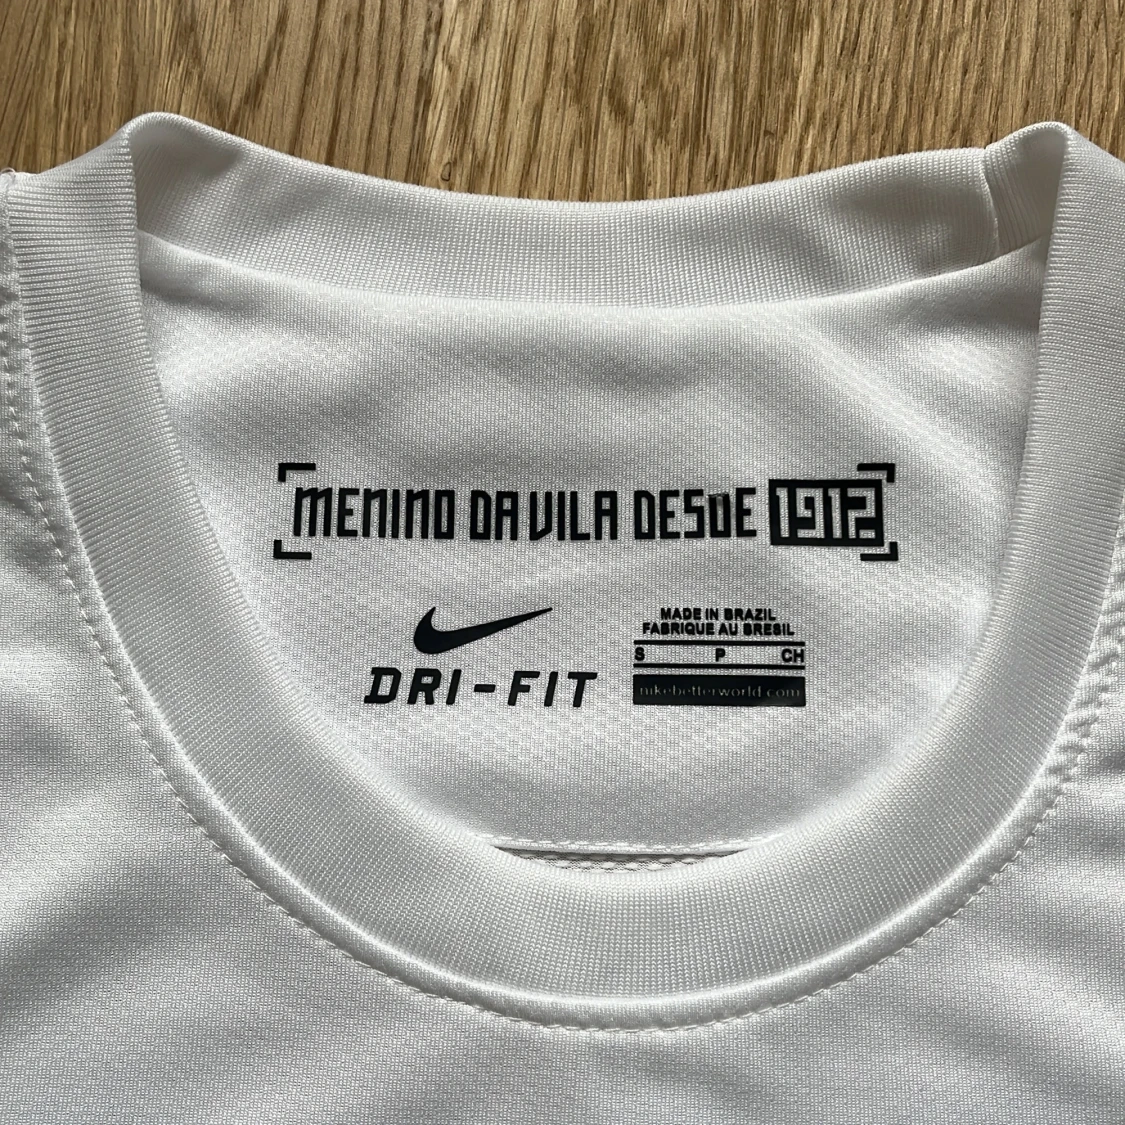 MENINO DA VILA DESDE 1912
DRI-FIT
MADE IN BRAZIL
FABRIQUE AU BRESIL
S P CH
nikebetterworld.com